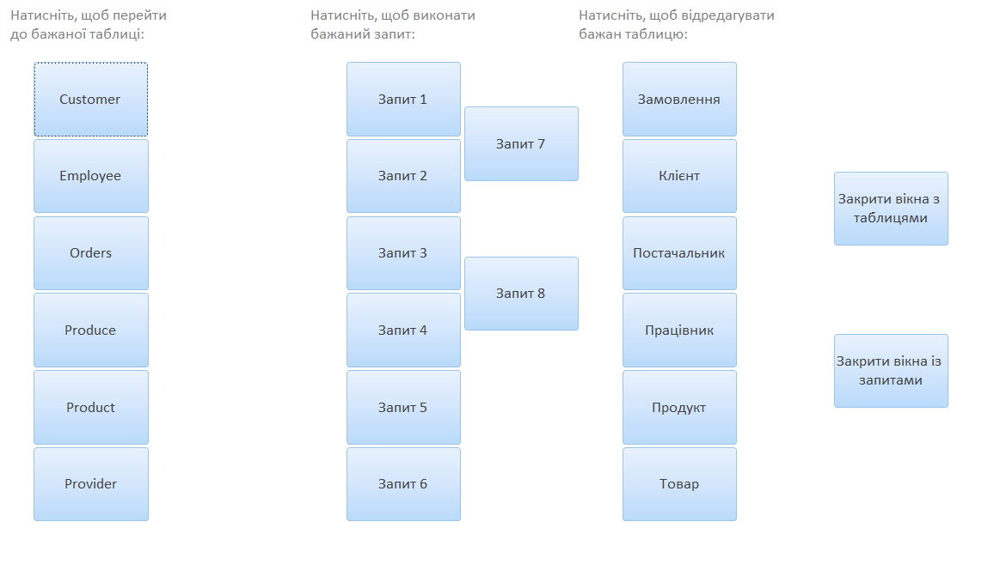 Натисніть, щоб перейти
до бажаної таблиці:
Customer
Employee
Orders
Produce
Product
Provider
Натисніть, щоб виконати
бажаний запит:
Запит 1
Запит 2
Запит 3
Запит 4
Запит 5
Запит 6
Запит 7
Запит 8
Натисніть, щоб відредагувати
бажан таблицю:
Замовлення
Клієнт
Постачальник
Працівник
Продукт
Товар
Закрити вікна з
таблицями
Закрити вікна із
запитами